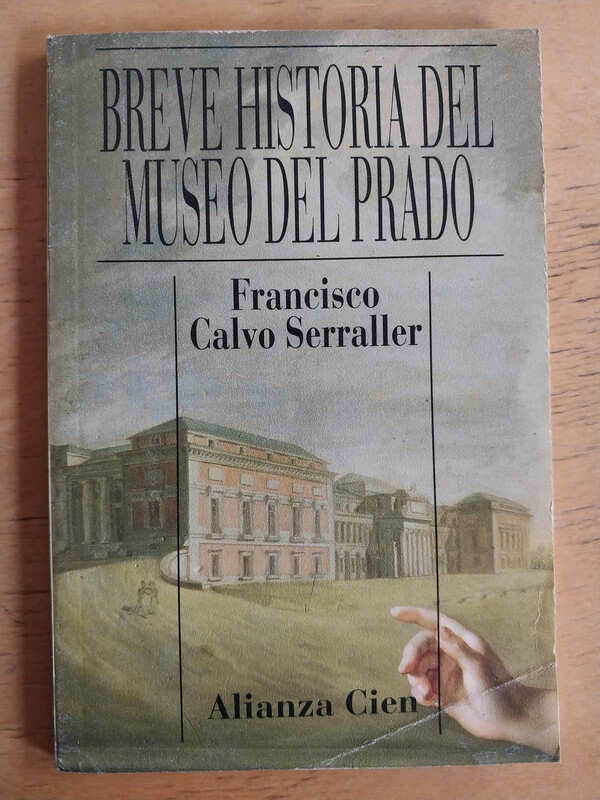 BREVE HISTORIA DEL
MUSEO DEL PRADO
Francisco
Calvo Serraller
Alianza Cien